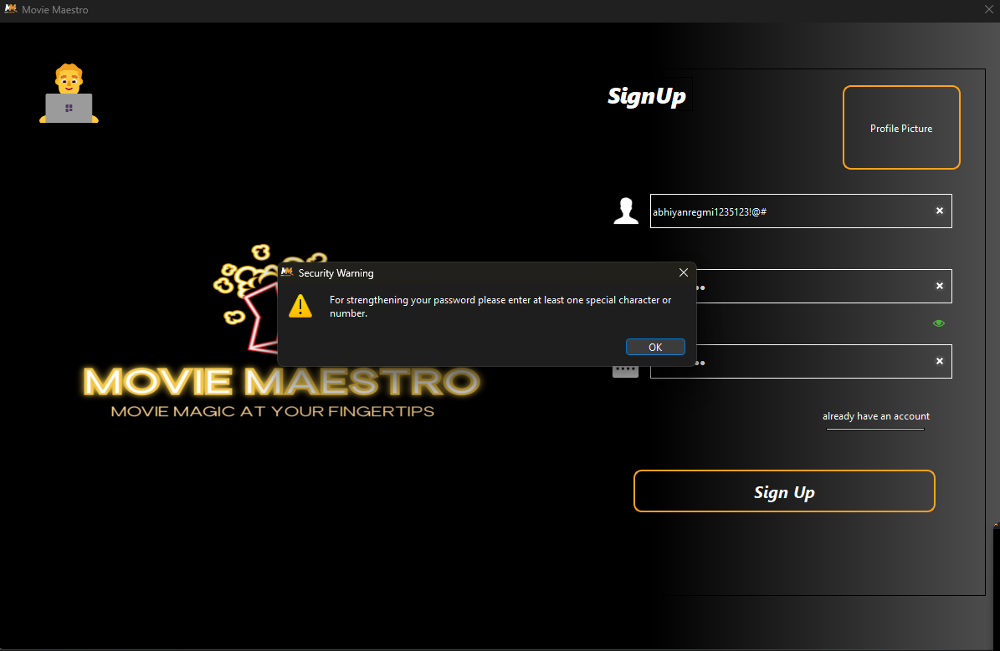 Movie Maestro
SignUp
Profile Picture
abhiyanregmi1235123!@#
Security Warning
For strengthening your password please enter at least one special character or
number.
OK
MOVIE MAESTRO
MOVIE MAGIC AT YOUR FINGERTIPS
already have an account
Sign Up